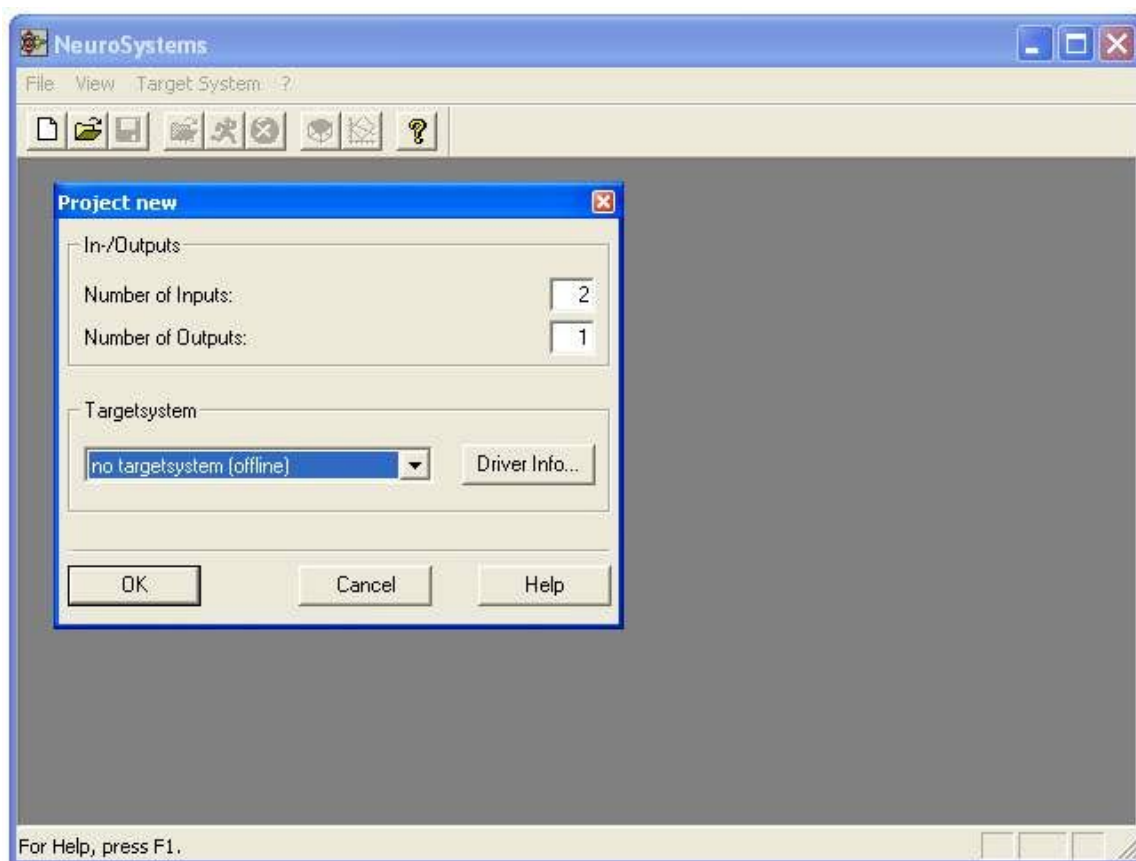 NeuroSystems
File View Target System ?
Project new
In-/Outputs
Number of Inputs: 2
Number of Outputs: 1
Targetsystem
no targetsystem (offline) Driver Info...
OK Cancel Help
For Help, press F1.